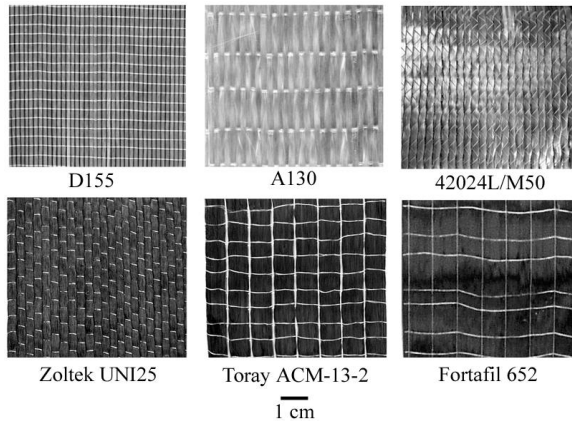 D155
A130
42024L/M50
Zoltek UNI25
Toray ACM-13-2
Fortafil 652
1 cm